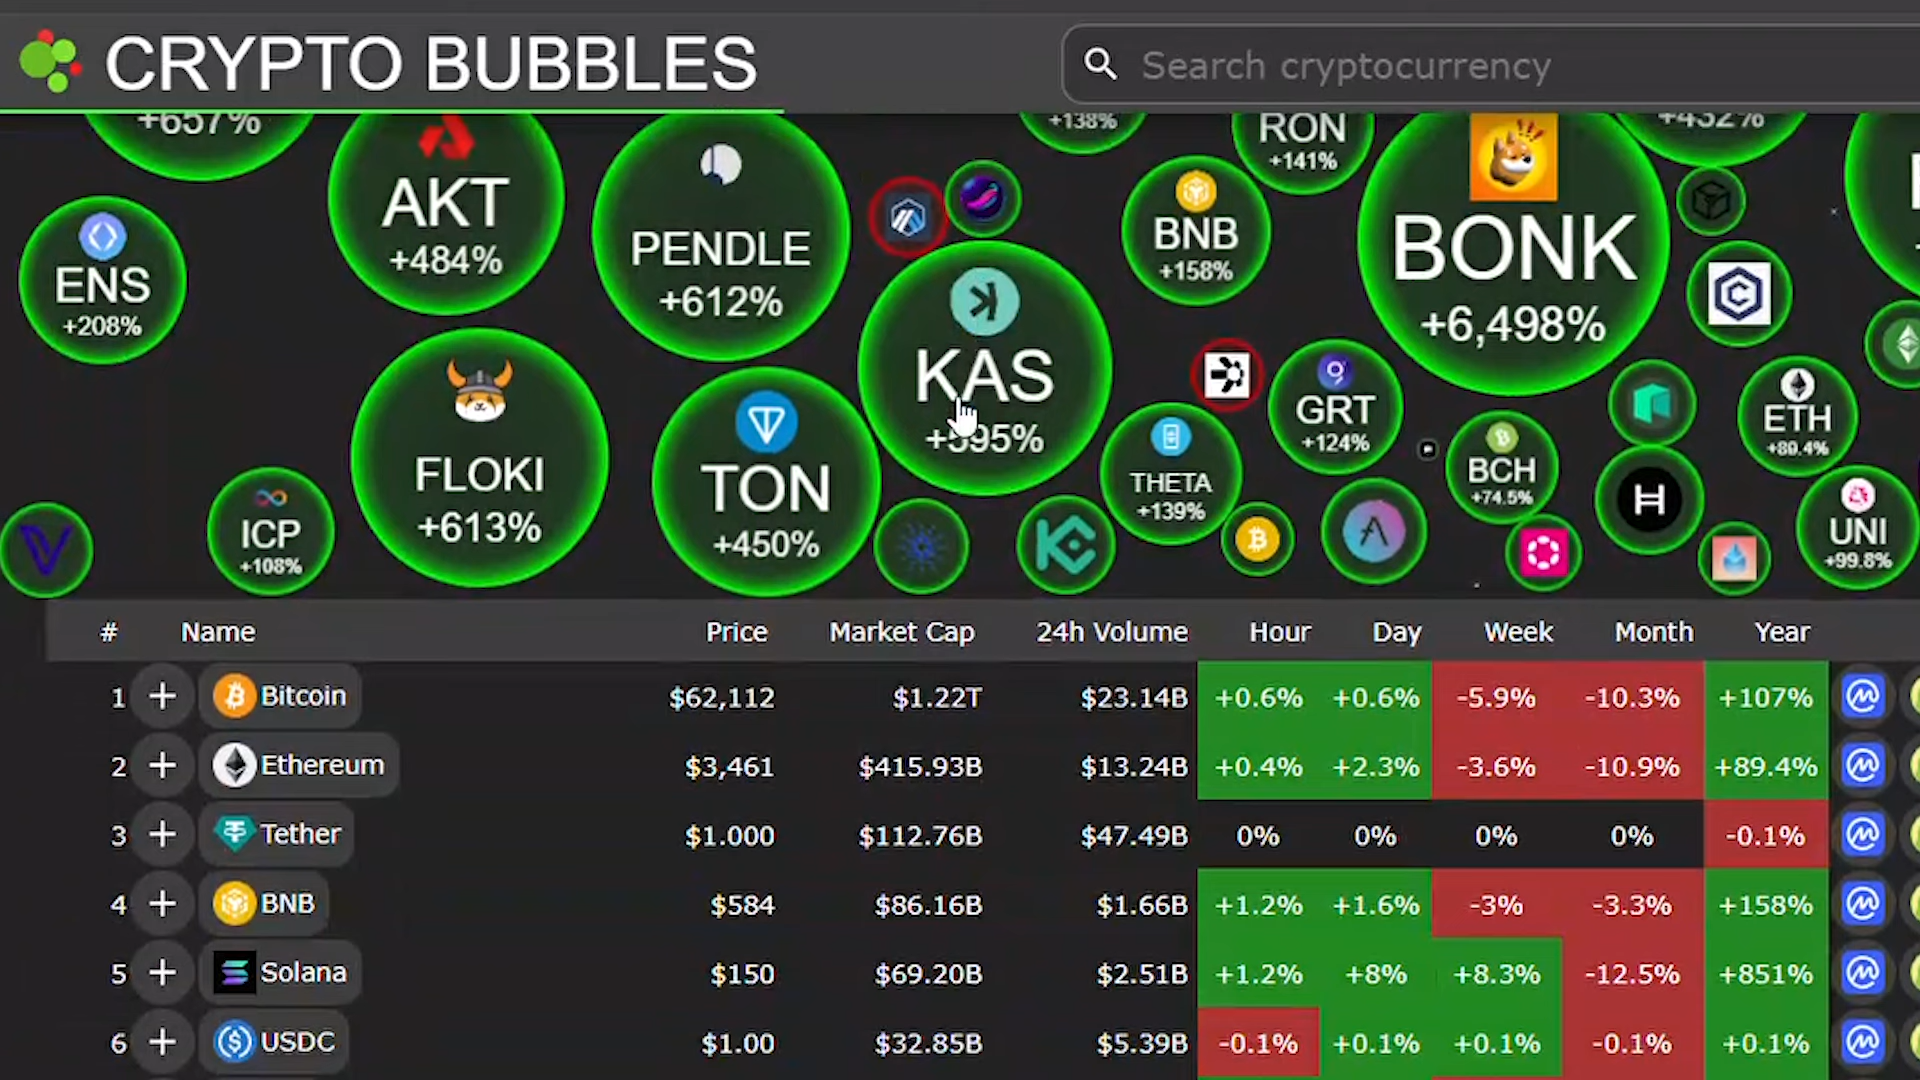 CRYPTO BUBBLES
Search cryptocurrency
+657%
+138%
+432%
RON
+141%
AKT
+484%
PENDLE
+612%
BNB
+158%
BONK
+6,498%
ENS
+208%
KAS
+595%
FLOKI
+613%
TON
+450%
THETA
+139%
GRT
+124%
BCH
+74.5%
ETH
+89.4%
ICP
+108%
UNI
+99.8%
# Name Price Market Cap 24h Volume Hour Day Week Month Year
1 + Bitcoin $62,112 $1.22T $23.14B +0.6% +0.6% -5.9% -10.3% +107%
2 + Ethereum $3,461 $415.93B $13.24B +0.4% +2.3% -3.6% -10.9% +89.4%
3 + Tether $1.000 $112.76B $47.49B 0% 0% 0% 0% -0.1%
4 + BNB $584 $86.16B $1.66B +1.2% +1.6% -3% -3.3% +158%
5 + Solana $150 $69.20B $2.51B +1.2% +8% +8.3% -12.5% +851%
6 + USDC $1.00 $32.85B $5.39B -0.1% +0.1% +0.1% -0.1% +0.1%